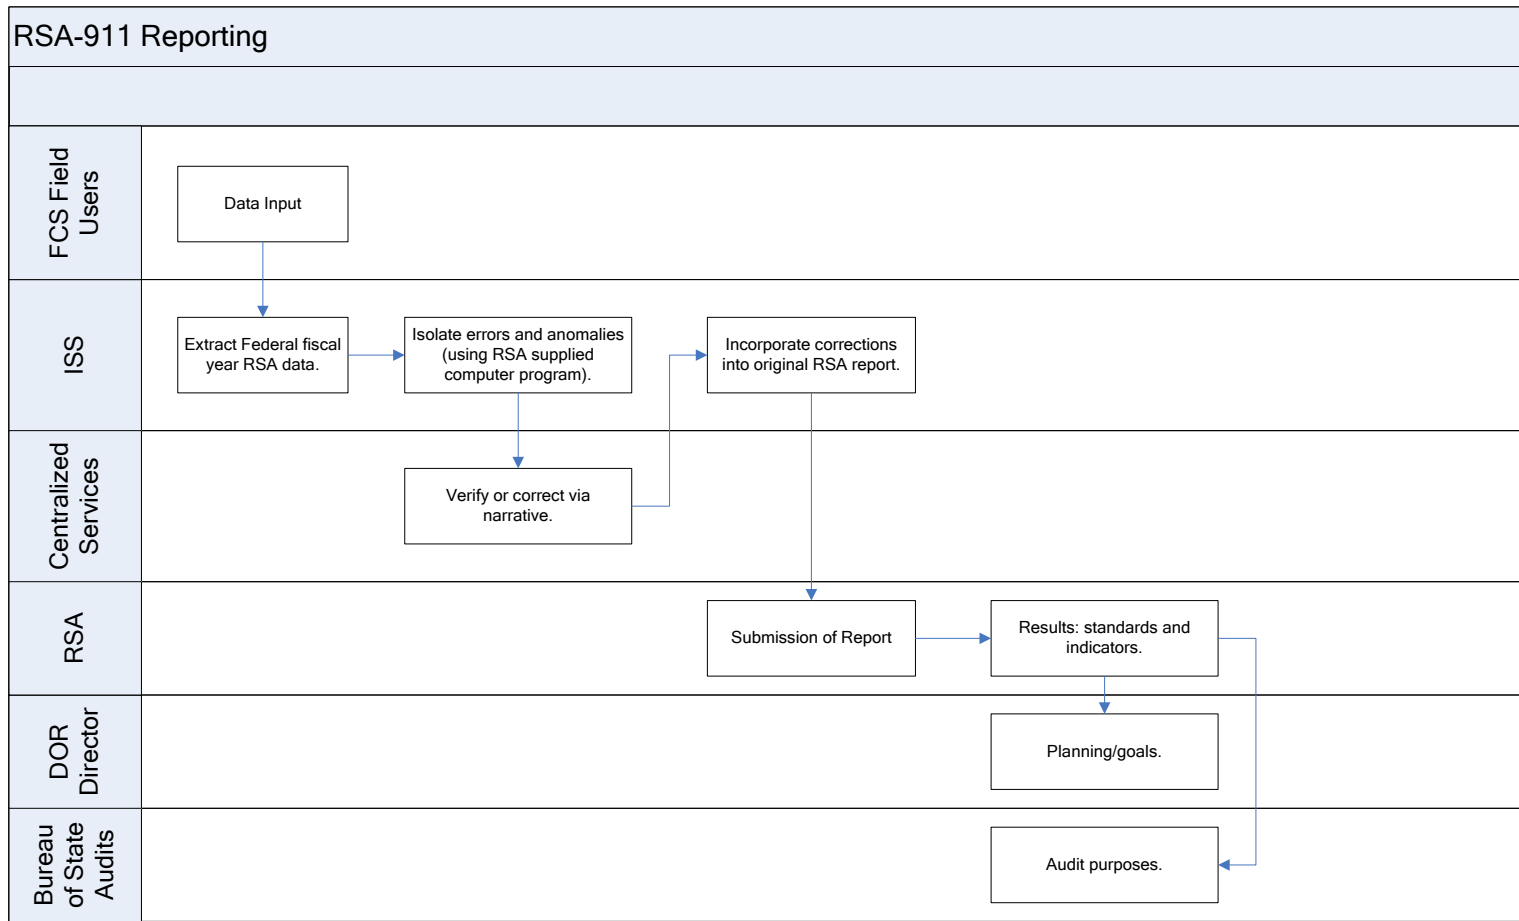 RSA-911 Reporting
FCS Field
Users
Data Input
ISS
Extract Federal fiscal
year RSA data.
Isolate errors and anomalies
(using RSA supplied
computer program).
Incorporate corrections
into original RSA report.
Centralized
Services
Verify or correct via
narrative.
RSA
Submission of Report
Results: standards and
indicators.
DOR
Director
Planning/goals.
Bureau
of State
Audits
Audit purposes.